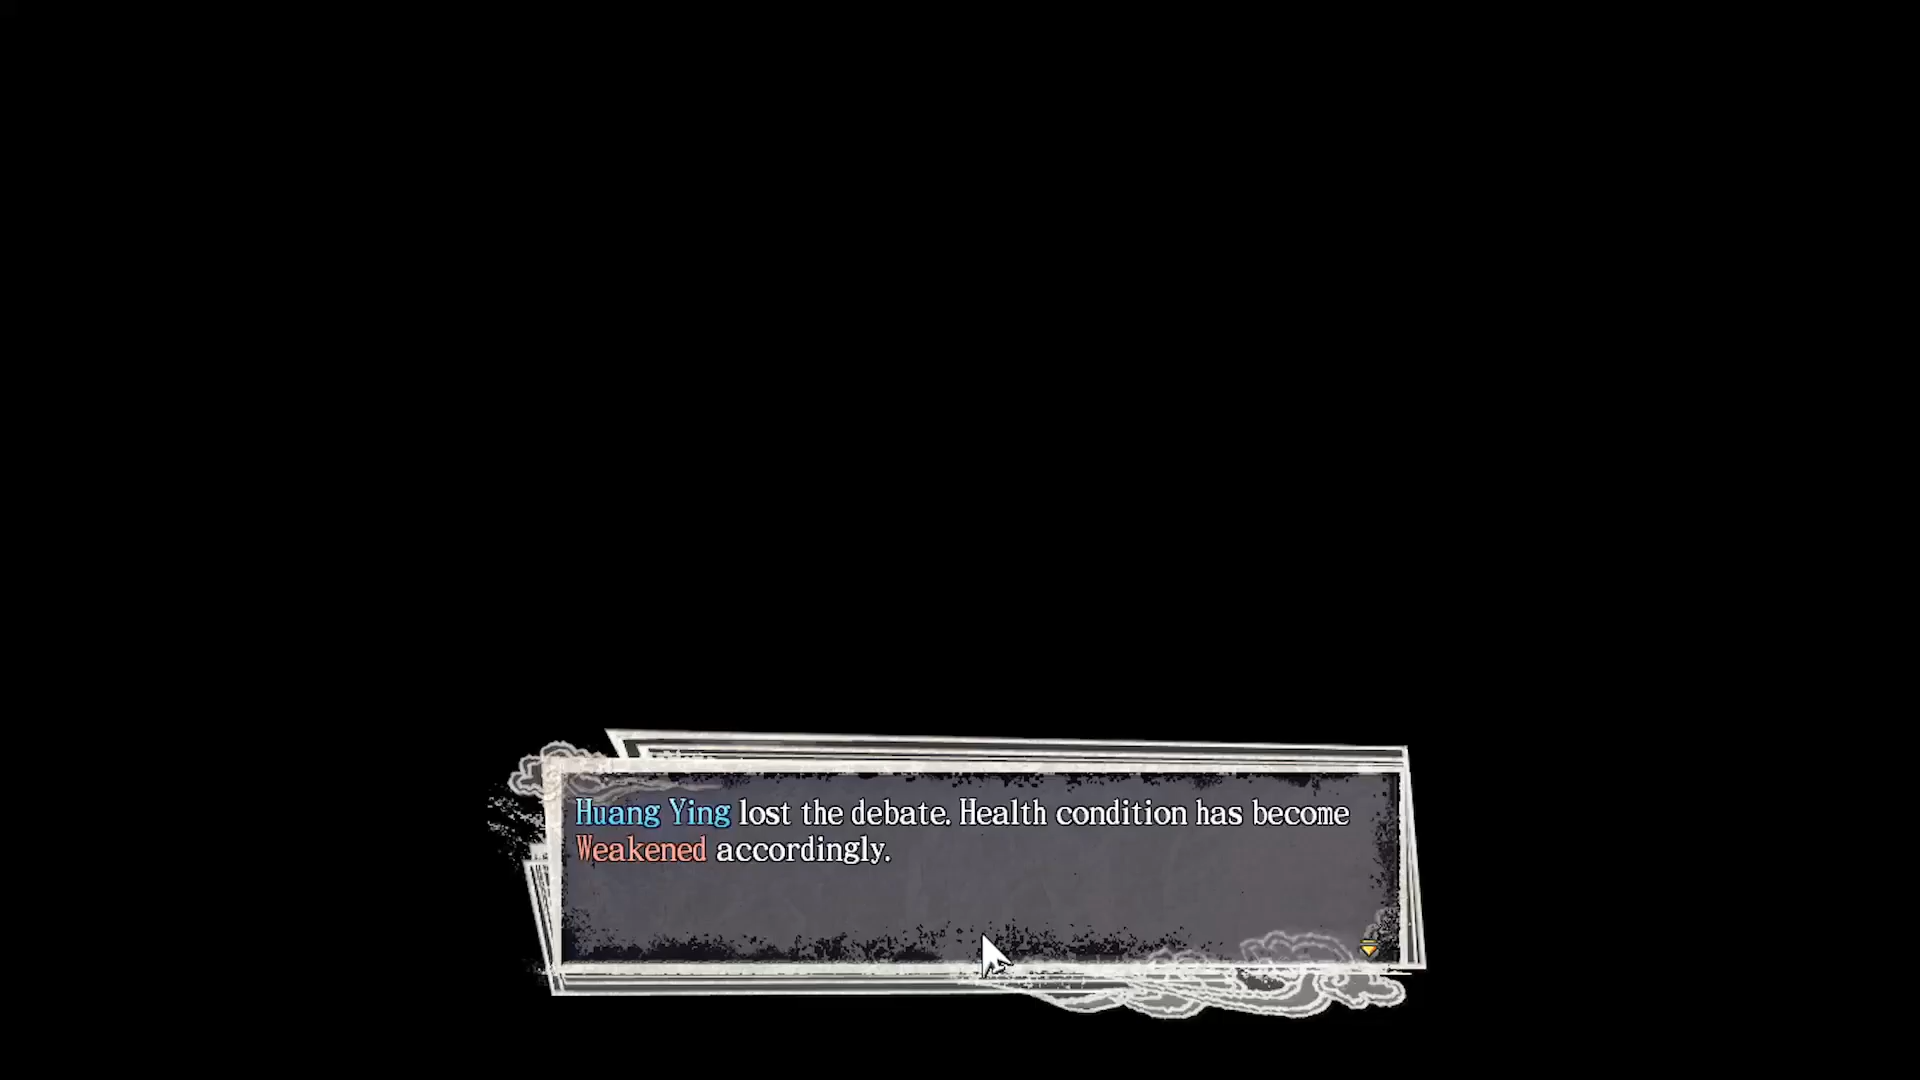 Huang Ying lost the debate. Health condition has become
Weakened accordingly.